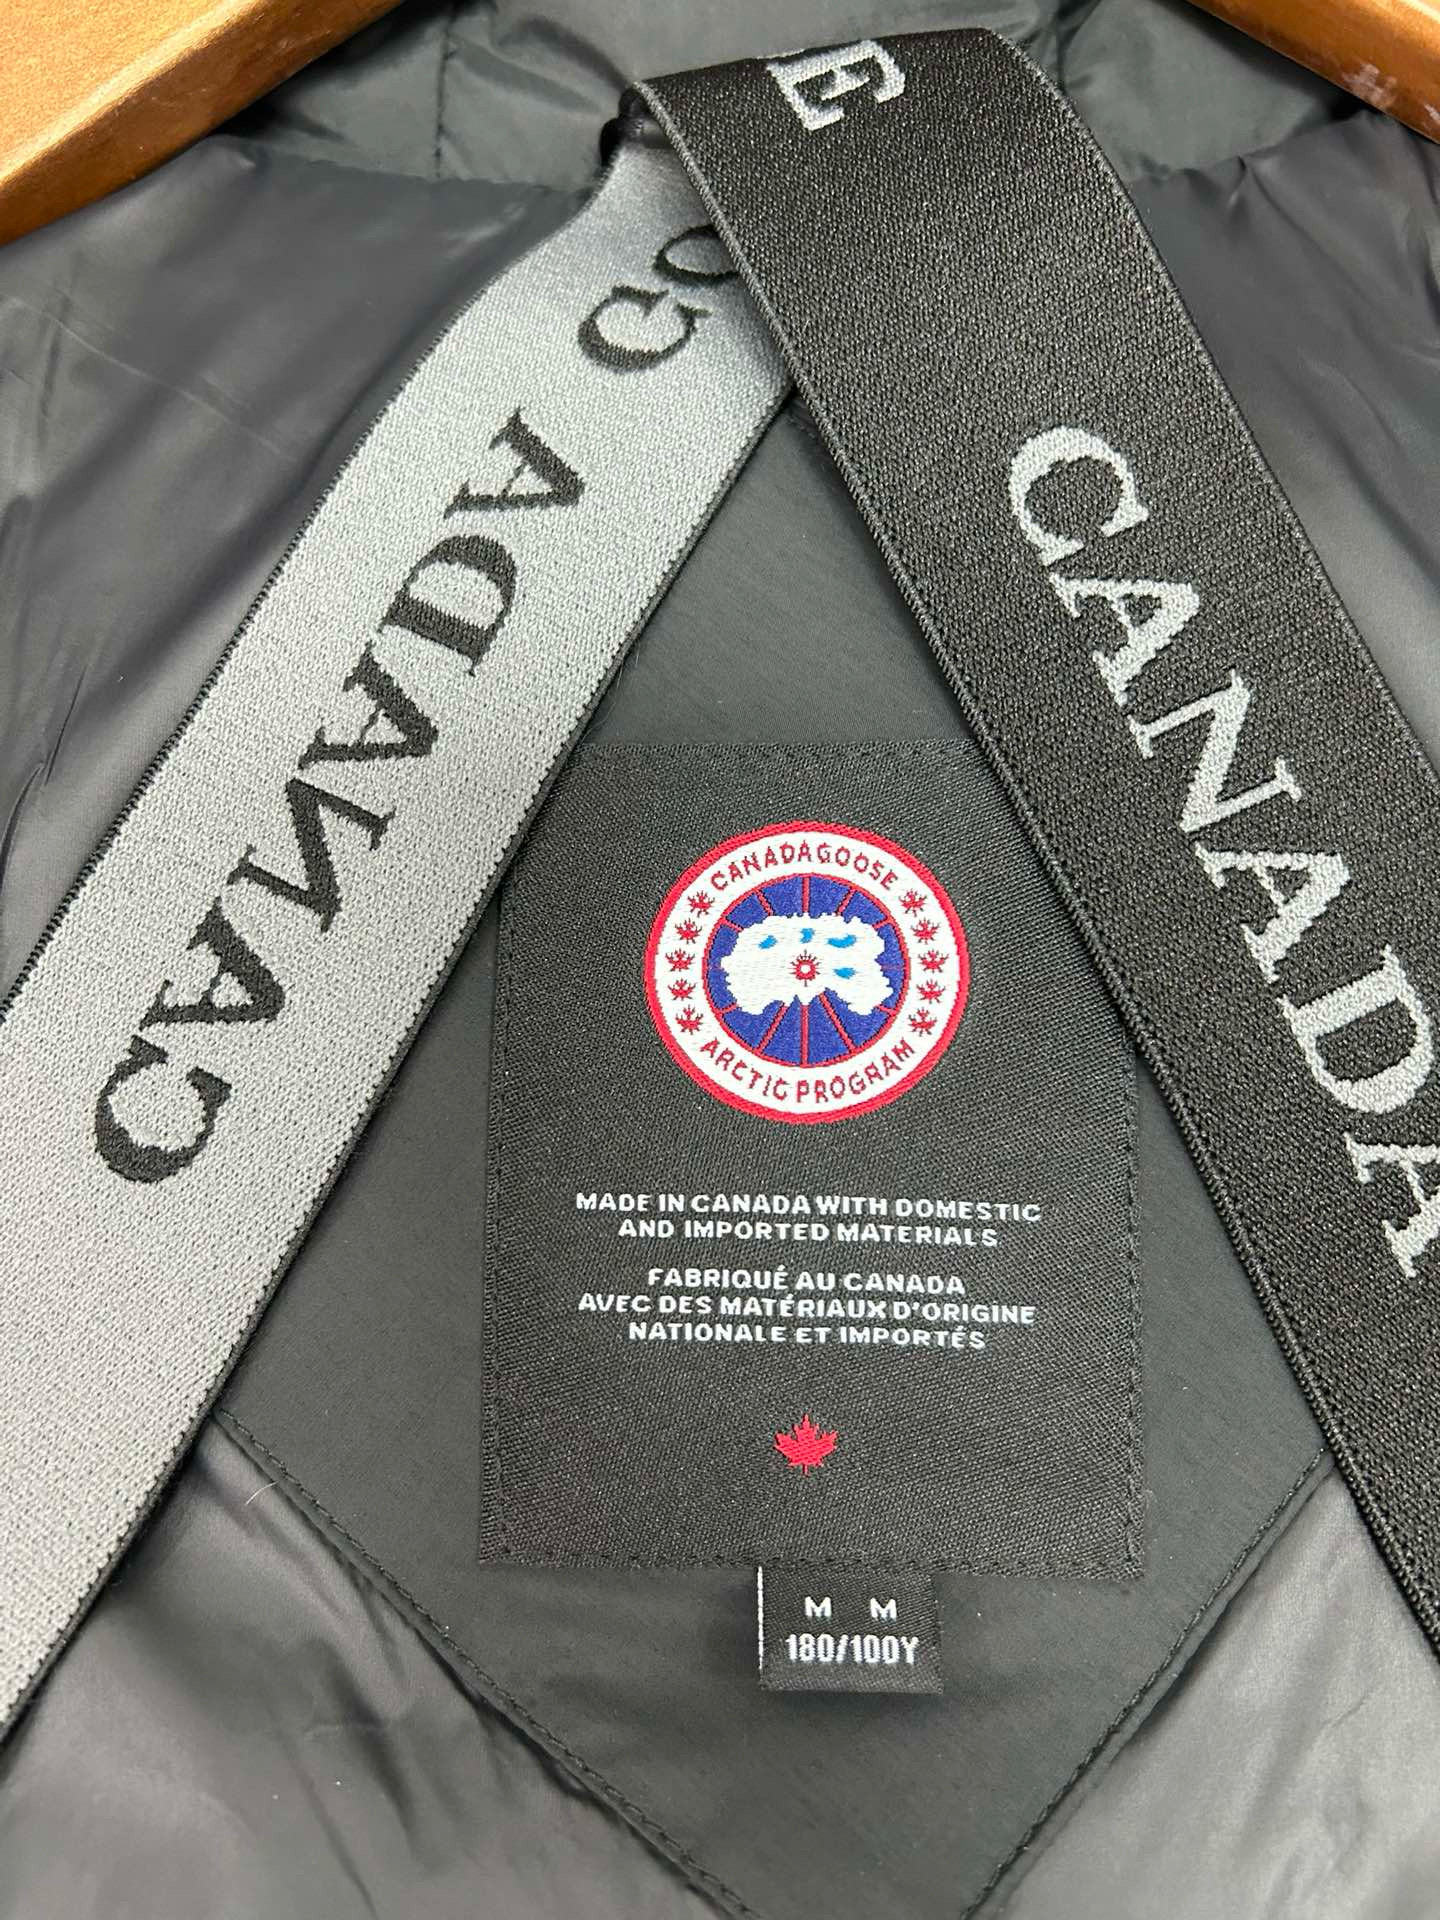 E
CANADA GO
CANADA
CANADA GOOSE
ARCTIC PROGRAM
MADE IN CANADA WITH DOMESTIC
AND IMPORTED MATERIALS
FABRIQUÉ AU CANADA
AVEC DES MATÉRIAUX D'ORIGINE
NATIONALE ET IMPORTÉS
M M
180/100Y